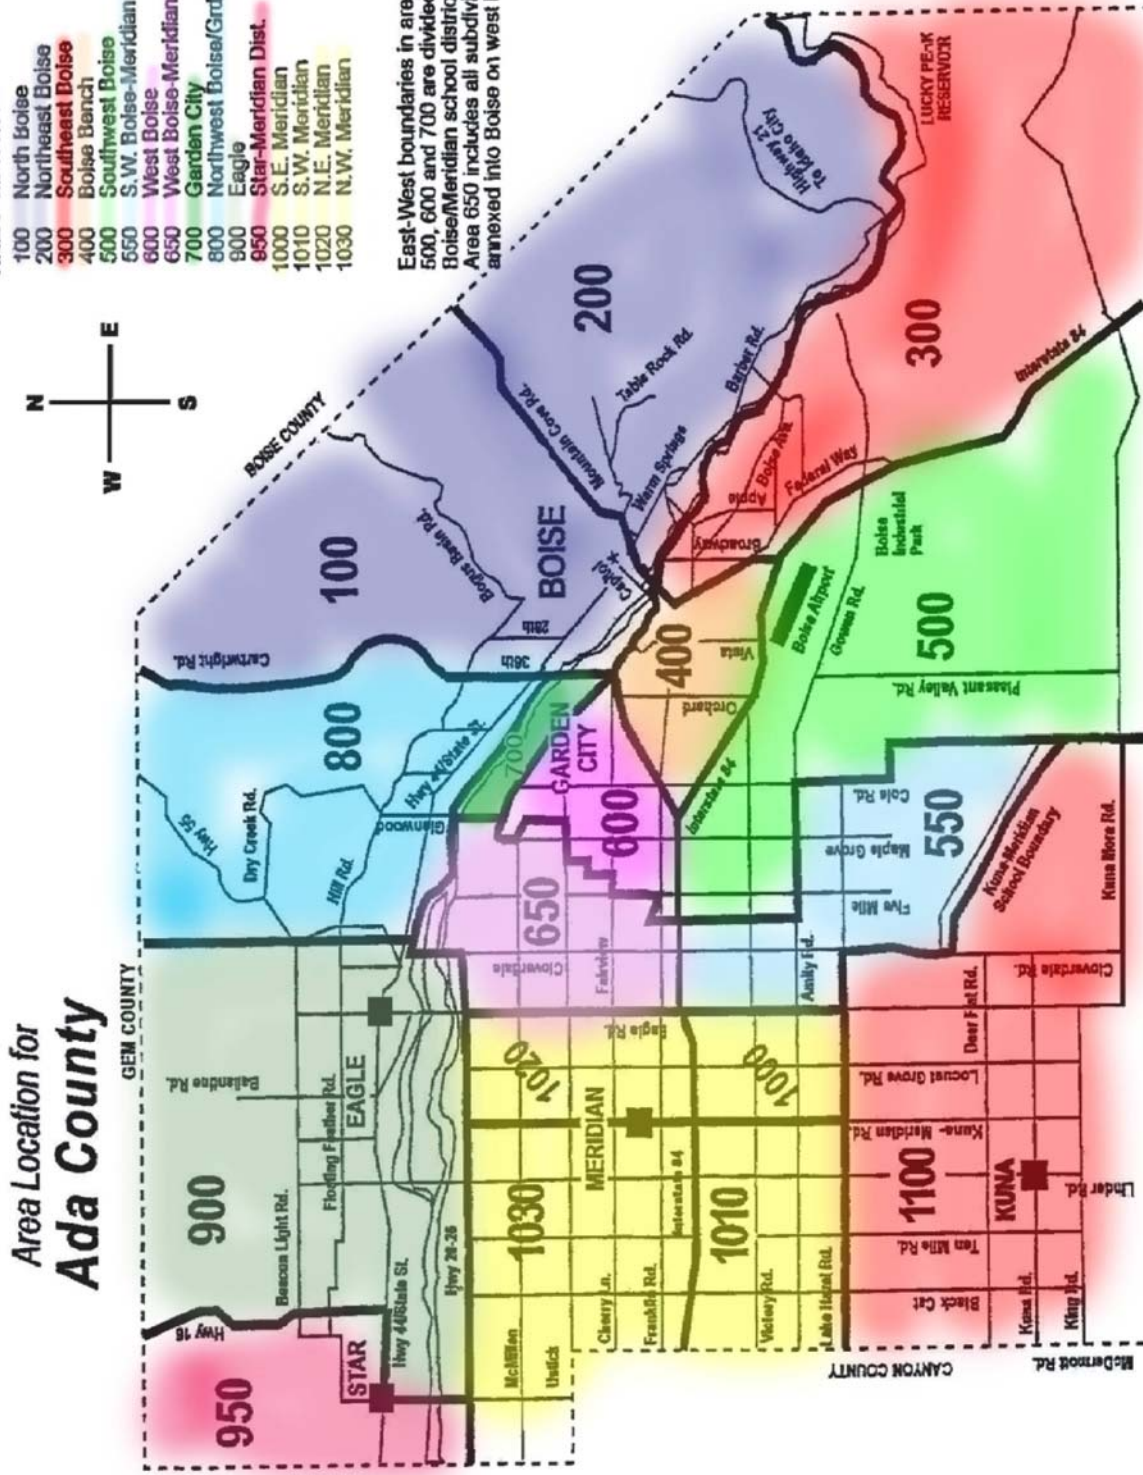 Area Location for
Ada County
100 North Boise
200 Northeast Boise
300 Southeast Boise
400 Boise Bench
500 Southwest Boise
550 S.W. Boise-Meridian
600 West Boise
650 West Boise-Meridian
700 Garden City
800 Northwest Boise/Grd
900 Eagle
950 Star-Meridian Dist.
1000 S.E. Meridian
1010 S.W. Meridian
1020 N.E. Meridian
1030 N.W. Meridian
East-West boundaries in are
500, 600 and 700 are divided
Boise/Meridian school distric
Area 650 includes all subdivi
annexed into Boise on west
N
W
E
S
GEM COUNTY
BOISE COUNTY
950
Hwy 16
STAR
900
Beacon Light Rd.
Floating Feather Rd.
Ballantine Rd.
EAGLE
Hwy 44/State St.
Hwy 20-26
Hwy 55
Dry Creek Rd.
Hill Rd.
800
Hwy 44/State St.
Glenwood
Cartwright Rd.
100
Bogus Basin Rd.
36th
28th
BOISE
Capitol
Mountain Cove Rd.
200
Table Rock Rd.
Warm Springs
Barber Rd.
Highway 21
To Idaho City
LUCKY PEAK
RESERVOIR
700
GARDEN
CITY
600
650
Cloverdale
Fairview
400
Vista
Orchard
Broadway
Apple
Boise Ave
Federal Way
300
Interstate 84
Boise
Industrial
Park
Boise Airport
Gowen Rd.
500
Pleasant Valley Rd.
Interstate 84
Cole Rd.
Maple Grove
Five Mile
550
Amity Rd.
Kuna-Meridian
School Boundary
Kuna More Rd.
McMillan
Ustick
1030
1020
Eagle Rd.
MERIDIAN
Cherry Ln.
Franklin Rd.
Interstate 84
1010
1000
Victory Rd.
Lake Hazel Rd.
CANYON COUNTY
1100
Black Cat
Ten Mile Rd.
Kuna- Meridian Rd.
Locust Grove Rd.
Deer Flat Rd.
Cloverdale Rd.
KUNA
Kuna Rd.
King Rd.
Linder Rd.
McDermott Rd.